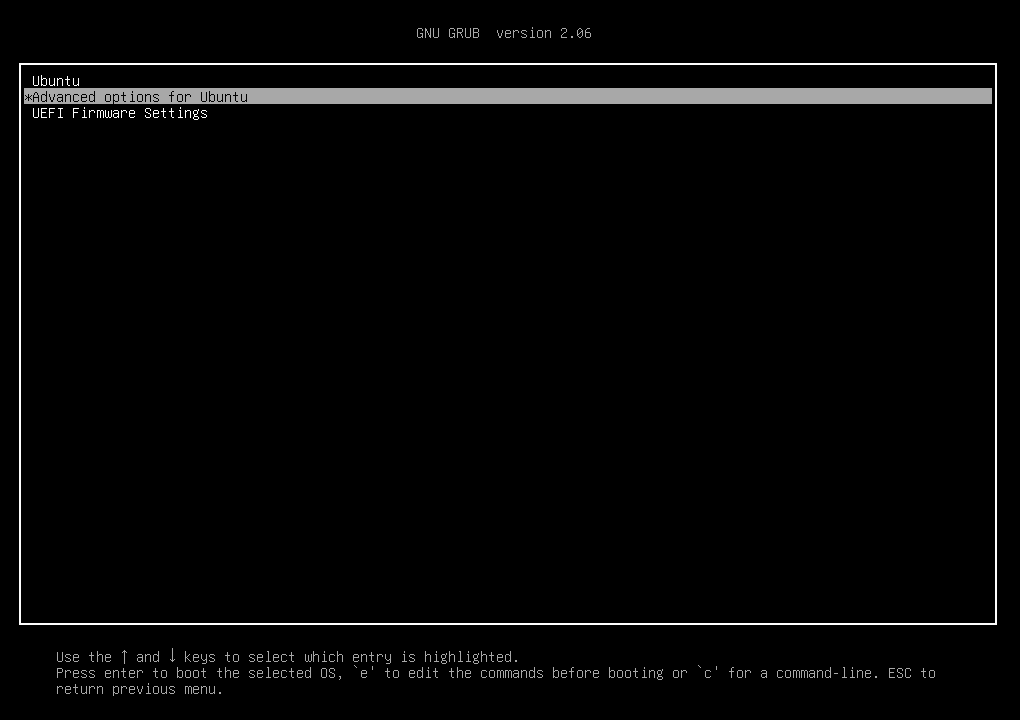 GNU GRUB  version 2.06
Ubuntu
*Advanced options for Ubuntu
UEFI Firmware Settings
Use the ↑ and ↓ keys to select which entry is highlighted.
Press enter to boot the selected OS, `e' to edit the commands before booting or `c' for a command-line. ESC to
return previous menu.